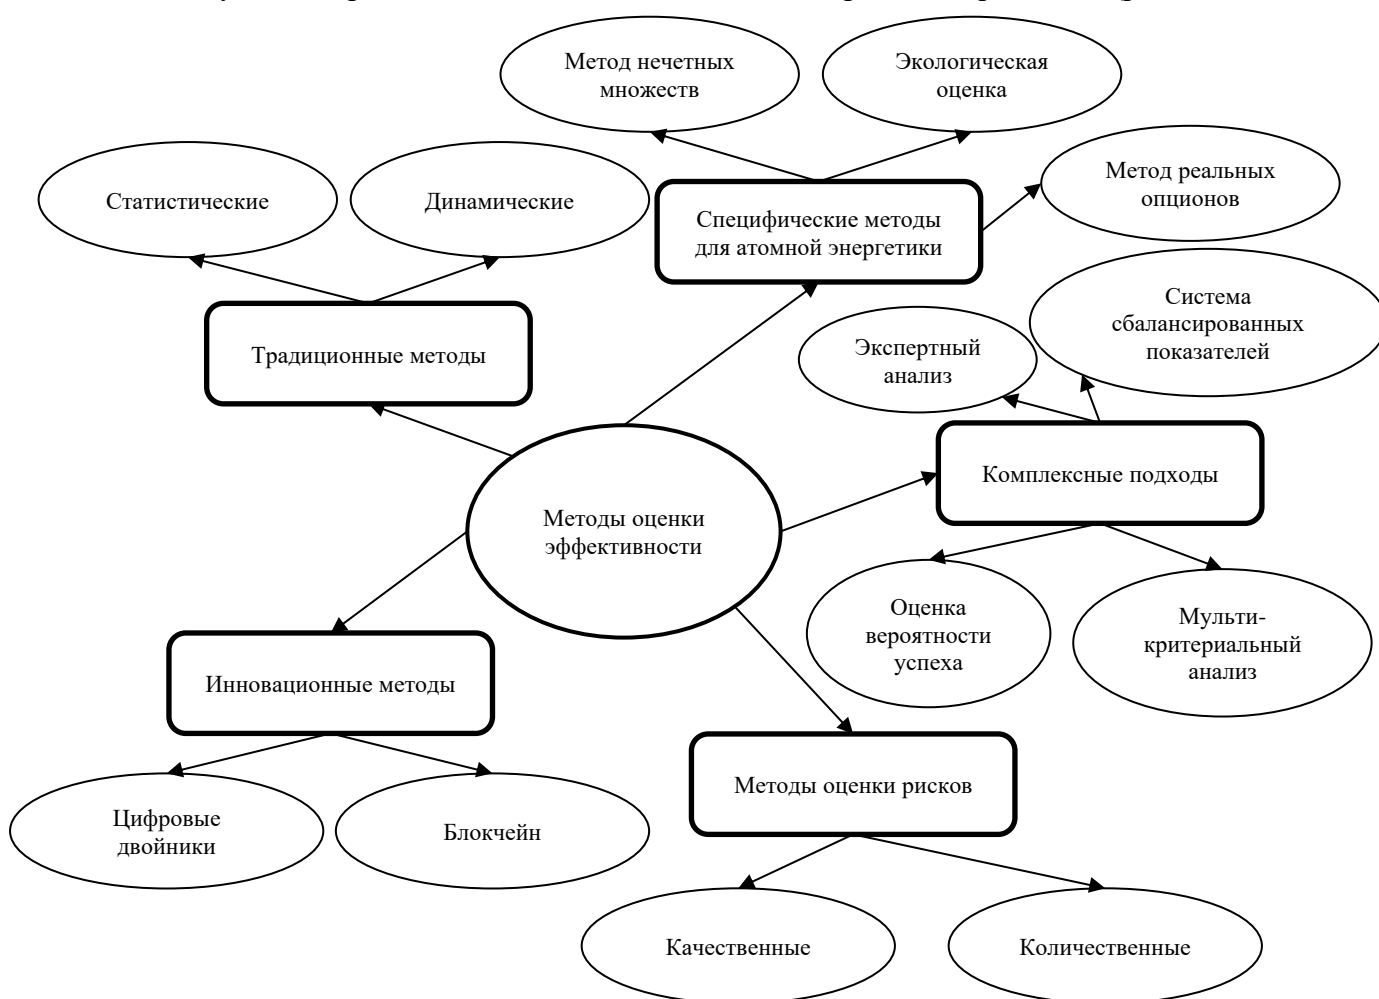 Метод нечетных
множеств
Экологическая
оценка
Метод реальных
опционов
Статистические
Динамические
Специфические методы
для атомной энергетики
Система
сбалансированных
показателей
Экспертный
анализ
Традиционные методы
Комплексные подходы
Методы оценки
эффективности
Оценка
вероятности
успеха
Мульти-
критериальный
анализ
Инновационные методы
Методы оценки рисков
Цифровые
двойники
Блокчейн
Качественные
Количественные